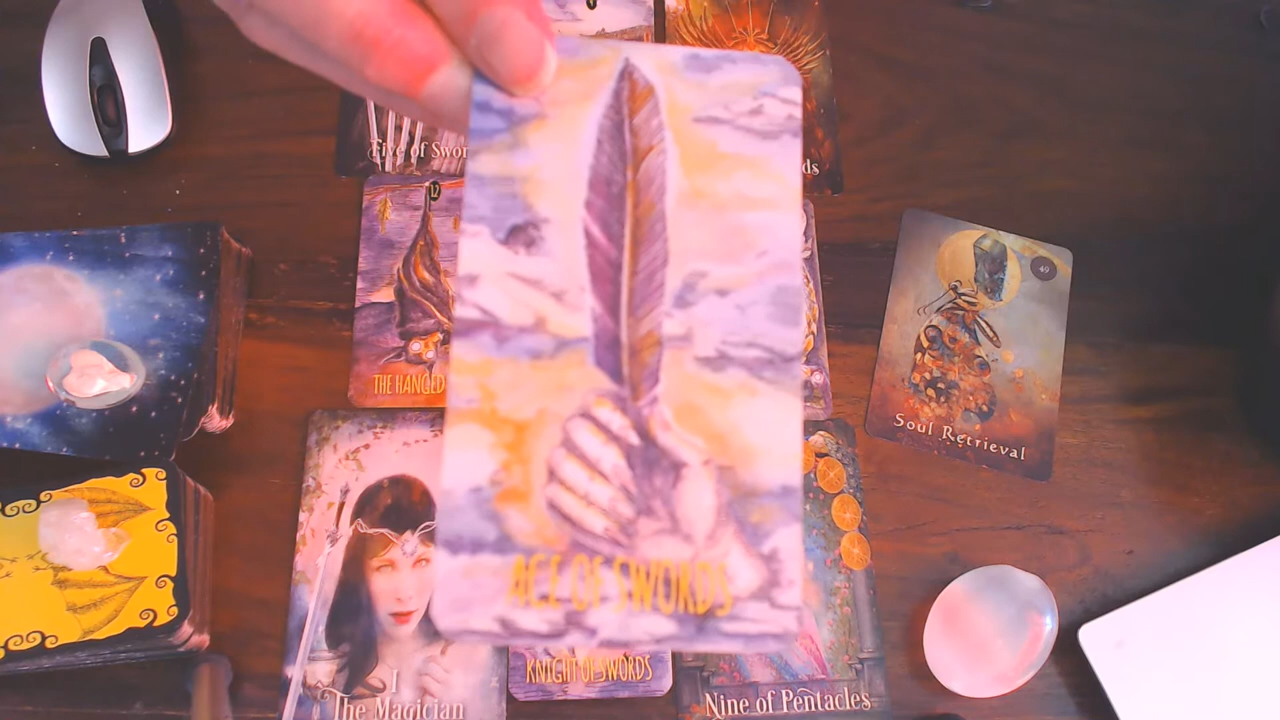 Five of Swor
ds
12
49
THE HANGED
Soul Retrieval
ACE OF SWORDS
KNIGHT OF SWORDS
I
The Magician
Nine of Pentacles